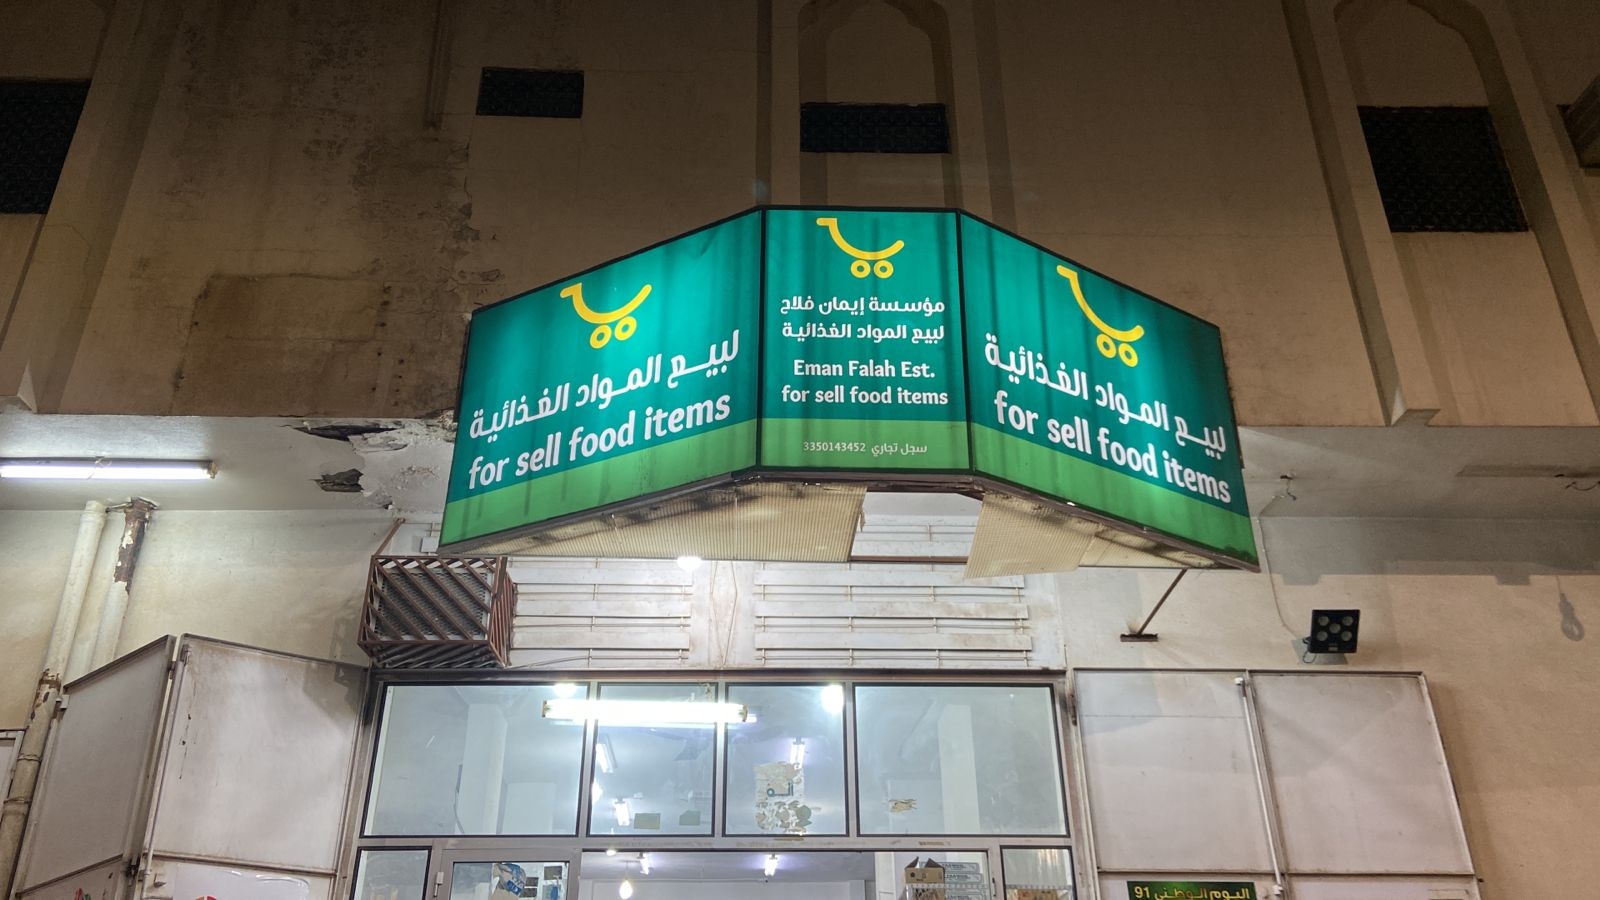 لبيع المواد الغذائية
for sell food items
مؤسسة إيمان فلاح
لبيع المواد الغذائية
Eman Falah Est.
for sell food items
سجل تجاري 3350143452
لبيع المواد الغذائية
for sell food items
اليوم الوطني 91